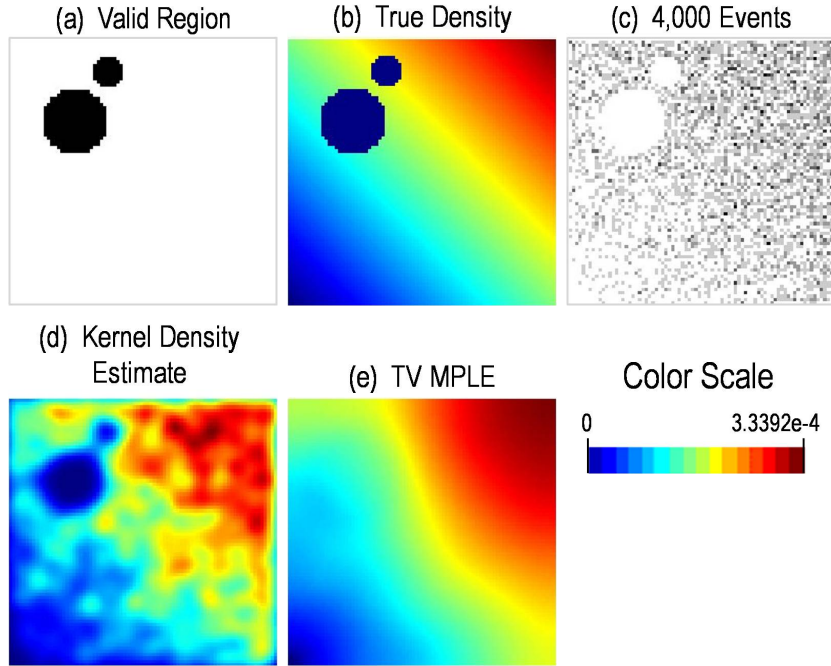 (a) Valid Region
(b) True Density
(c) 4,000 Events
(d) Kernel Density
Estimate
(e) TV MPLE
Color Scale
0
3.3392e-4